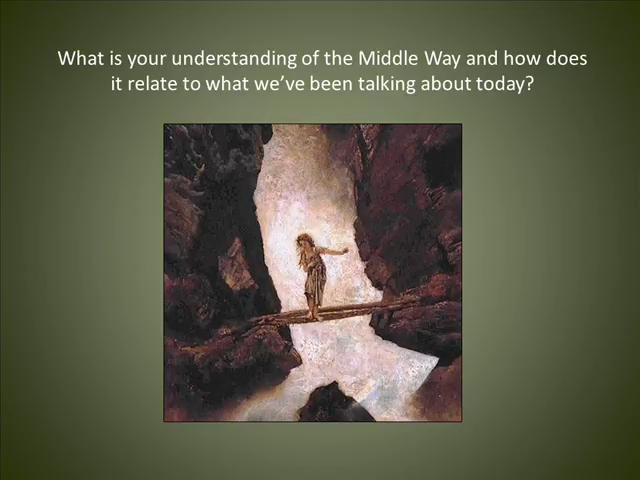 What is your understanding of the Middle Way and how does
it relate to what we’ve been talking about today?